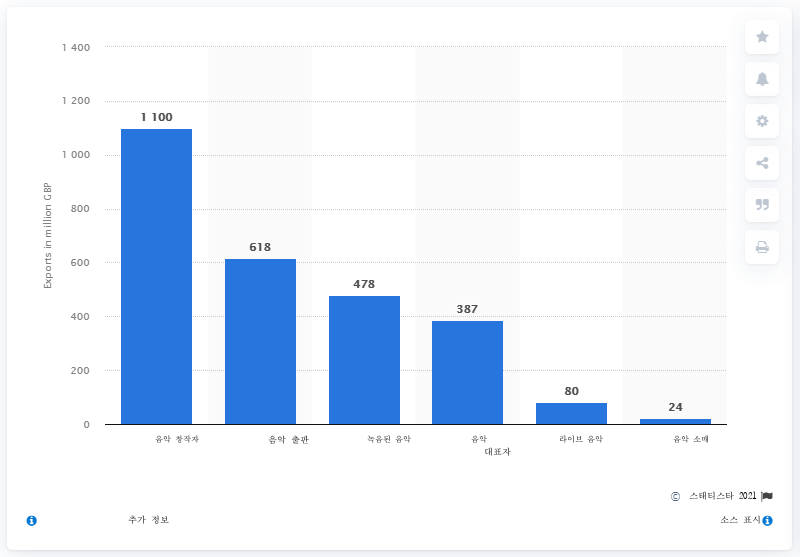 1 400
1 200
1 000
800
600
400
200
0
Exports in million GBP
1 100
618
478
387
80
24
음악 창작자
음악 출판
녹음된 음악
음악
대표자
라이브 음악
음악 소매
© 스태티스타 2021
추가 정보
소스 표시